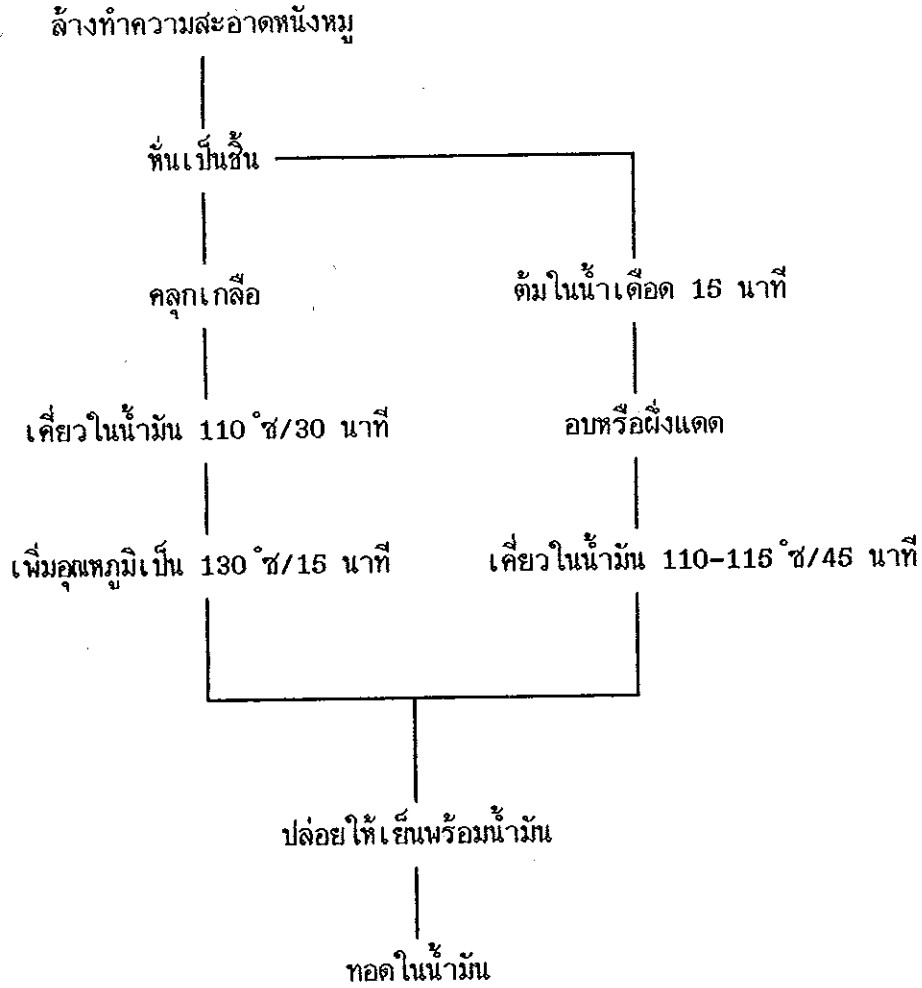 ล้างทำความสะอาดหนังหมู
หั่นเป็นชิ้น
คลุกเกลือ
ต้มในน้ำเดือด 15 นาที
เคี่ยวในน้ำมัน 110 ํซ/30 นาที
อบหรือผึ่งแดด
เพิ่มอุณหภูมิเป็น 130 ํซ/15 นาที
เคี่ยวในน้ำมัน 110-115 ํซ/45 นาที
ปล่อยให้เย็นพร้อมน้ำมัน
ทอดในน้ำมัน